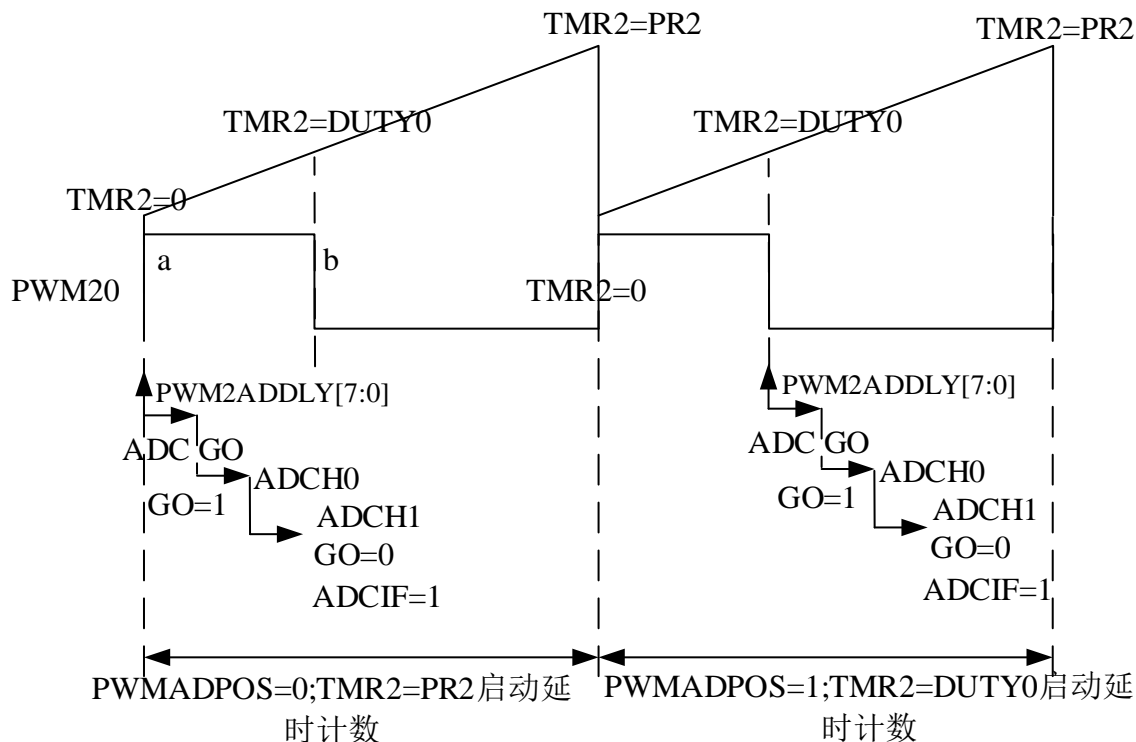 TMR2=PR2
TMR2=PR2
TMR2=DUTY0
TMR2=DUTY0
TMR2=0
a
b
PWM20
TMR2=0
PWM2ADDLY[7:0]
PWM2ADDLY[7:0]
ADC GO
ADC GO
ADCH0
ADCH0
GO=1
GO=1
ADCH1
ADCH1
GO=0
GO=0
ADCIF=1
ADCIF=1
PWMADPOS=0;TMR2=PR2启动延
时计数
PWMADPOS=1;TMR2=DUTY0启动延
时计数